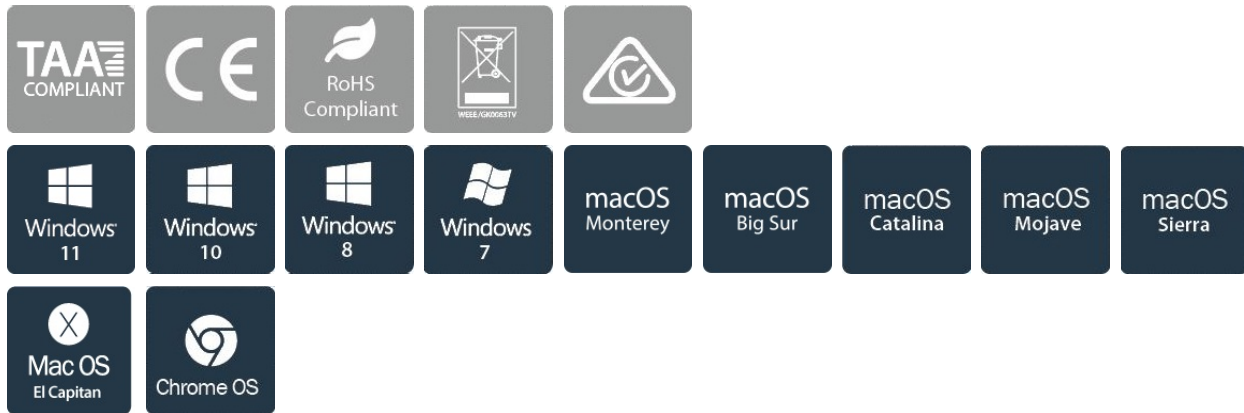 TAA
COMPLIANT
CE
RoHS
Compliant
WEEE/GK0083TV
Windows
11
Windows
10
Windows
8
Windows
7
macOS
Monterey
macOS
Big Sur
macOS
Catalina
macOS
Mojave
macOS
Sierra
X
Mac OS
El Capitan
Chrome OS